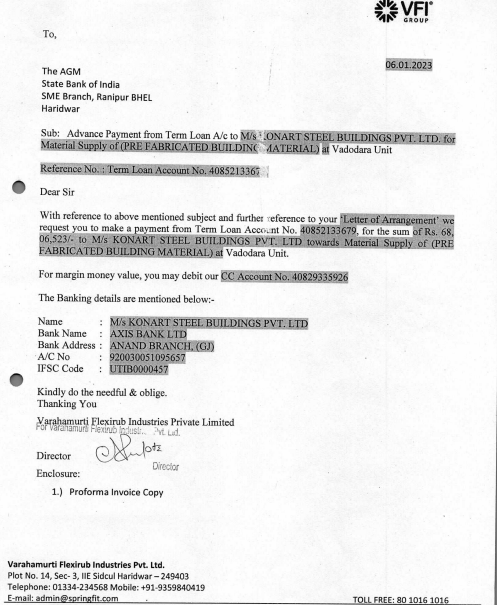 VFI
GROUP
To,
06.01.2023
The AGM
State Bank of India
SME Branch, Ranipur BHEL
Haridwar
Sub: Advance Payment from Term Loan A/c to M/s KONART STEEL BUILDINGS PVT. LTD. for
Material Supply of (PRE FABRICATED BUILDING MATERIAL) at Vadodara Unit
Reference No. : Term Loan Account No. 4085213367
Dear Sir
With reference to above mentioned subject and further reference to your 'Letter of Arrangement' we
request you to make a payment from Term Loan Account No. 40852133679, for the sum of Rs. 68,
06,523/- to M/s KONART STEEL BUILDINGS PVT. LTD towards Material Supply of (PRE
FABRICATED BUILDING MATERIAL) at Vadodara Unit.
For margin money value, you may debit our CC Account No. 40829335926
The Banking details are mentioned below:-
Name : M/s KONART STEEL BUILDINGS PVT. LTD
Bank Name : AXIS BANK LTD
Bank Address : ANAND BRANCH, (GJ)
A/C No : 920030051095657
IFSC Code : UTIB0000457
Kindly do the needful & oblige.
Thanking You
Varahamurti Flexirub Industries Private Limited
For Varahamurti Flexirub Industr... Pvt. Ltd.
Director
Director
Enclosure:
1.) Proforma Invoice Copy
Varahamurti Flexirub Industries Pvt. Ltd.
Plot No. 14, Sec- 3, IIE Sidcul Haridwar – 249403
Telephone: 01334-234568 Mobile: +91-9359840419
E-mail: admin@springfit.com
TOLL FREE: 80 1016 1016